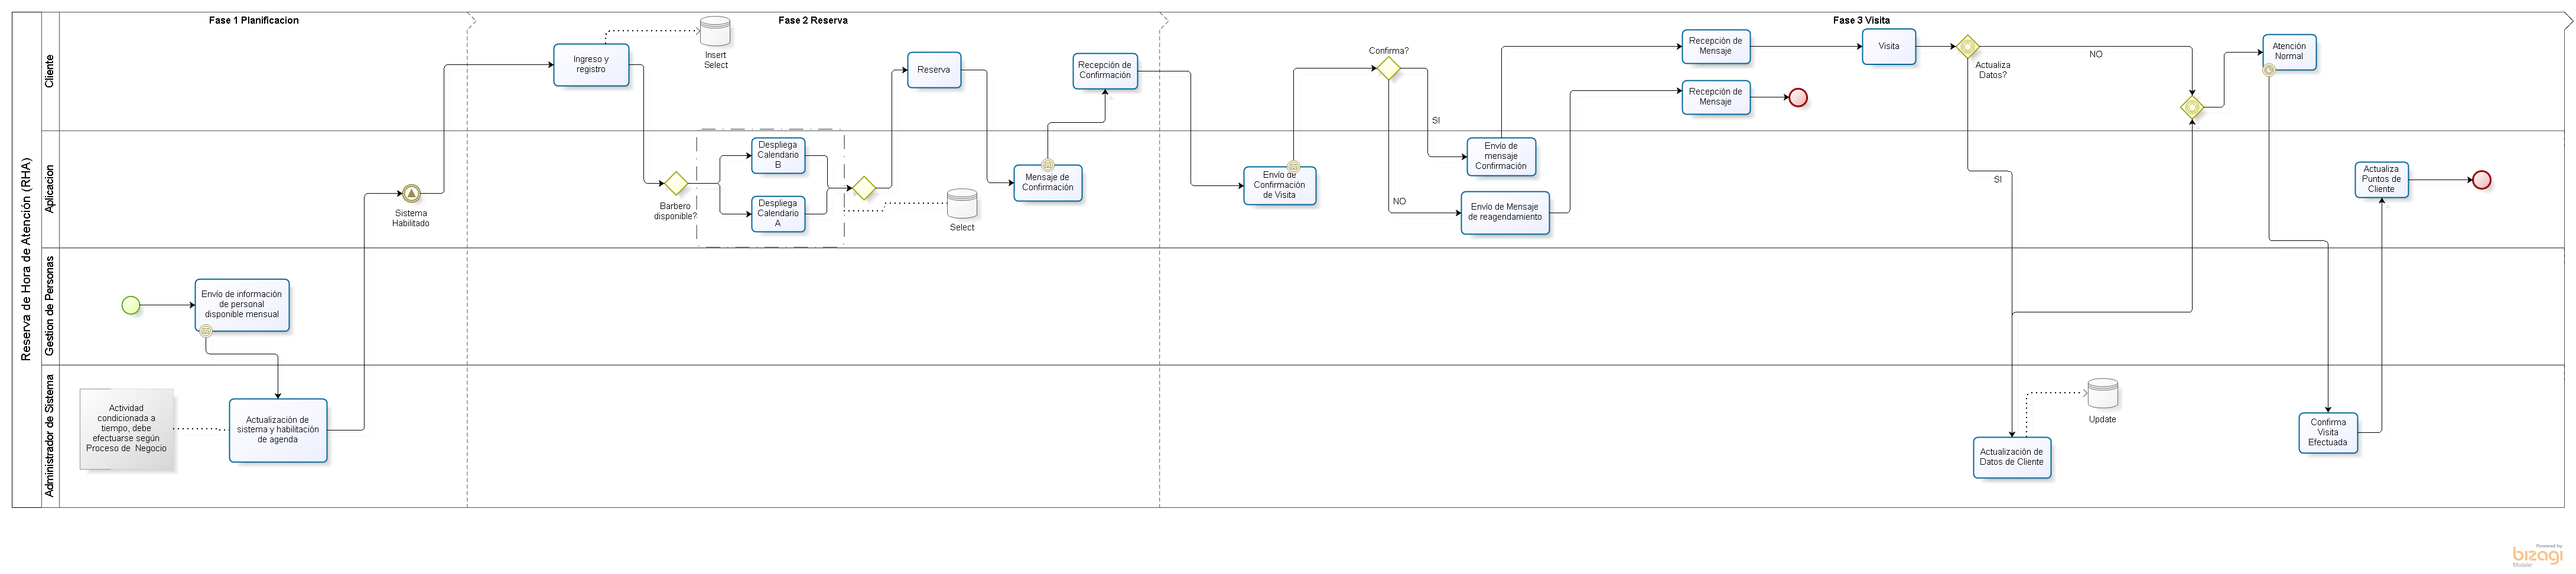 Fase 1 Planificacion
Fase 2 Reserva
Fase 3 Visita
Reserva de Hora de Atención (RHA)
Cliente
Ingreso y
registro
Insert
Select
Reserva
Recepción de
Confirmación
Confirma?
SI
NO
Recepción de
Mensaje
Recepción de
Mensaje
Visita
Actualiza
Datos?
NO
SI
Atención
Normal
Aplicacion
Sistema
Habilitado
Barbero
disponible?
Despliega
Calendario
B
Despliega
Calendario
A
Select
Mensaje de
Confirmación
Envío de
Confirmación
de Visita
Envío de
mensaje
Confirmación
Envío de Mensaje
de reagendamiento
Actualiza
Puntos de
Cliente
Gestion de Personas
Envío de información
de personal
disponible mensual
Administrador de Sistema
Actividad
condicionada a
tiempo, debe
efectuarse según
Proceso de Negocio
Actualización de
sistema y habilitación
de agenda
Update
Actualización de
Datos de Cliente
Confirma
Visita
Efectuada
Powered by
bizagi
Modeler